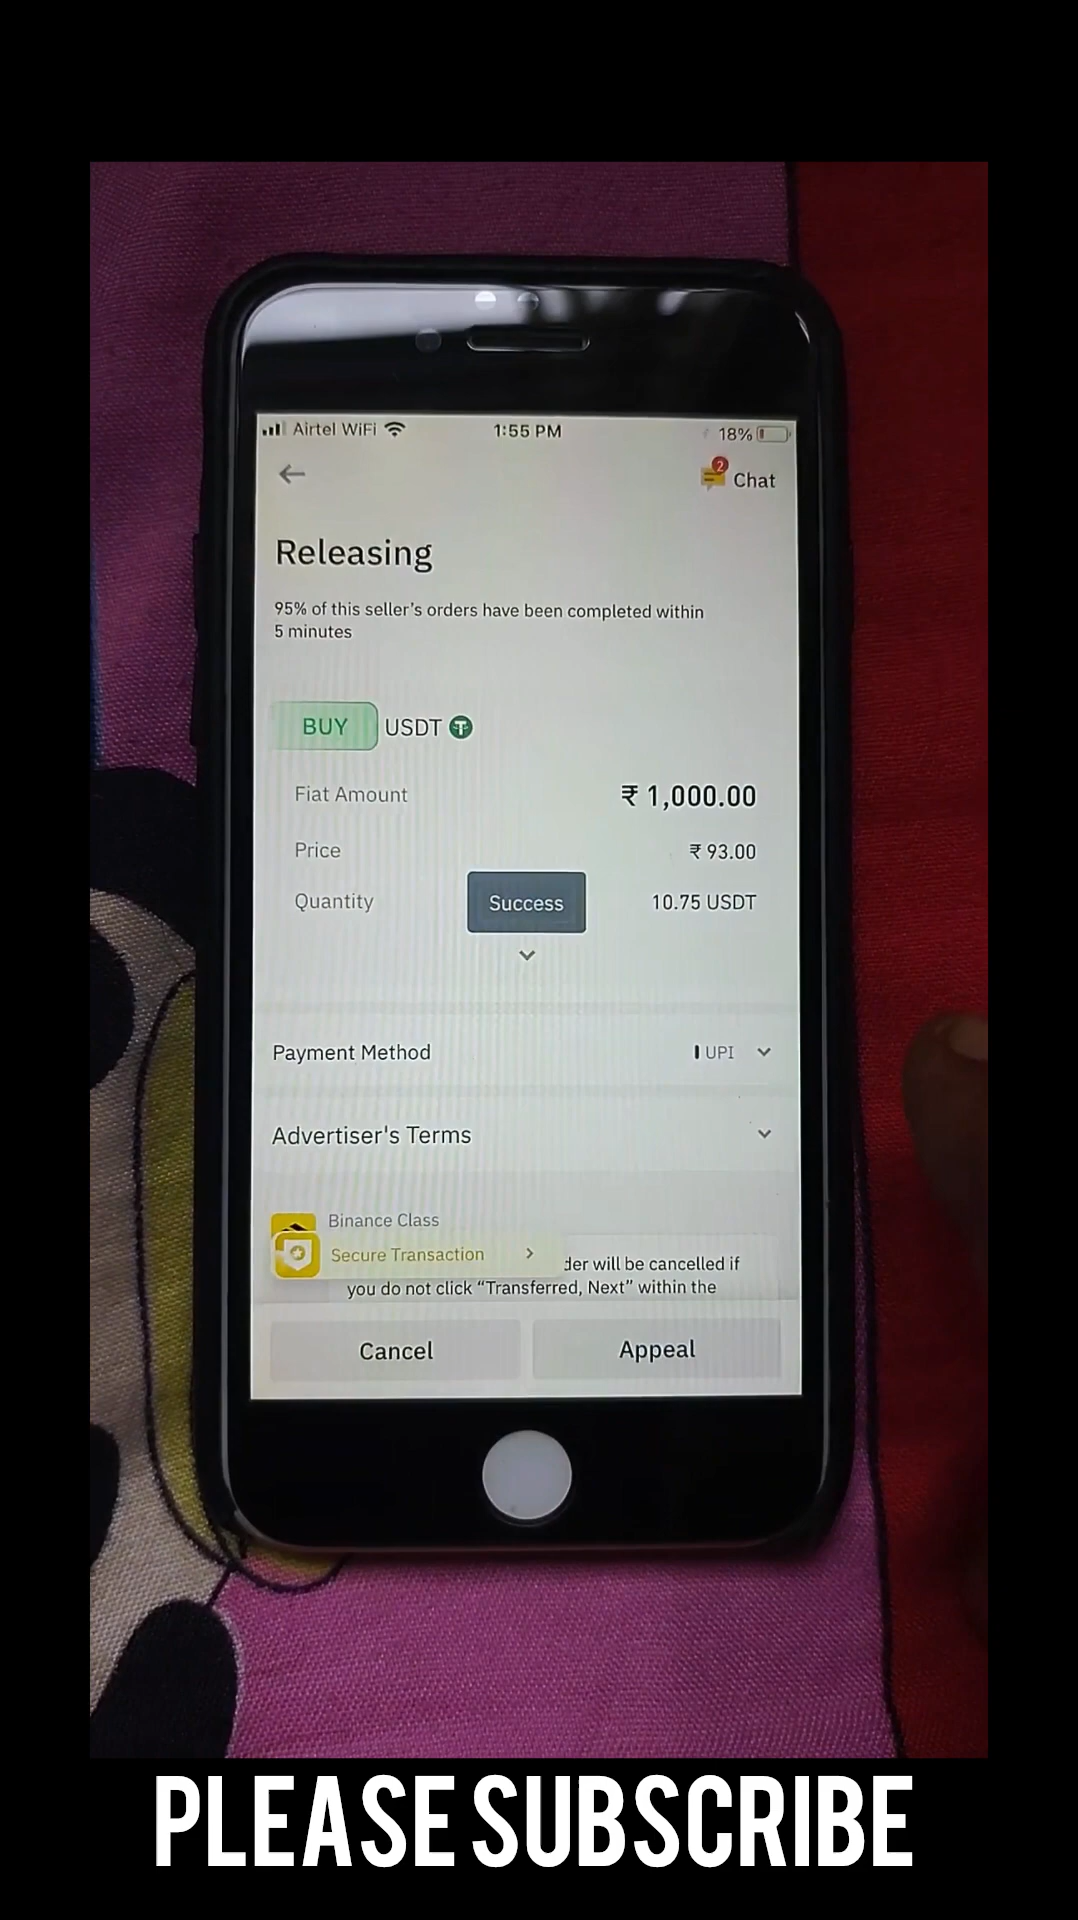 Airtel WiFi 1:55 PM 18%
2
Chat
Releasing
95% of this seller's orders have been completed within
5 minutes
BUY USDT
Fiat Amount ₹ 1,000.00
Price ₹ 93.00
Quantity 10.75 USDT
Success
Payment Method UPI
Advertiser's Terms
Binance Class
Secure Transaction
der will be cancelled if
you do not click “Transferred, Next” within the
Cancel Appeal
PLEASE SUBSCRIBE